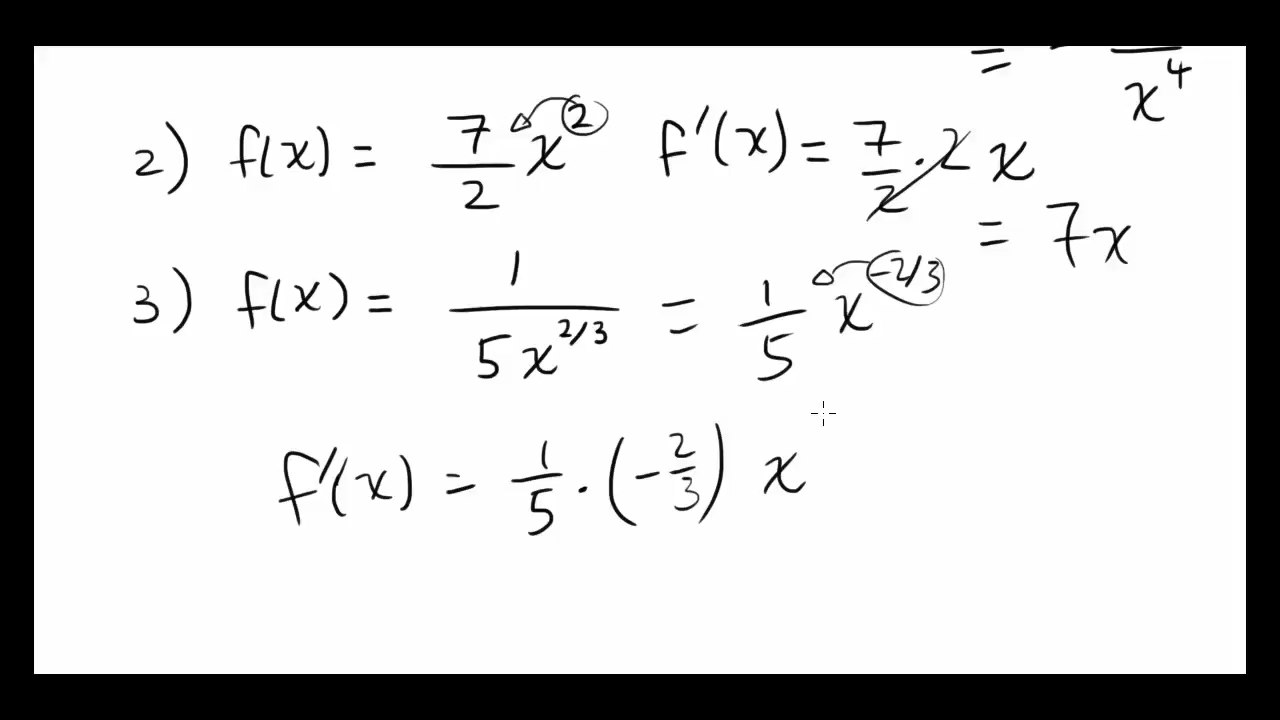 = - x⁴
2) f(x) = 7/2 x² f'(x) = 7/2 · 2 x
= 7x
3) f(x) = 1/(5x^(2/3)) = 1/5 x^(-2/3)
f'(x) = 1/5 · (-2/3) x